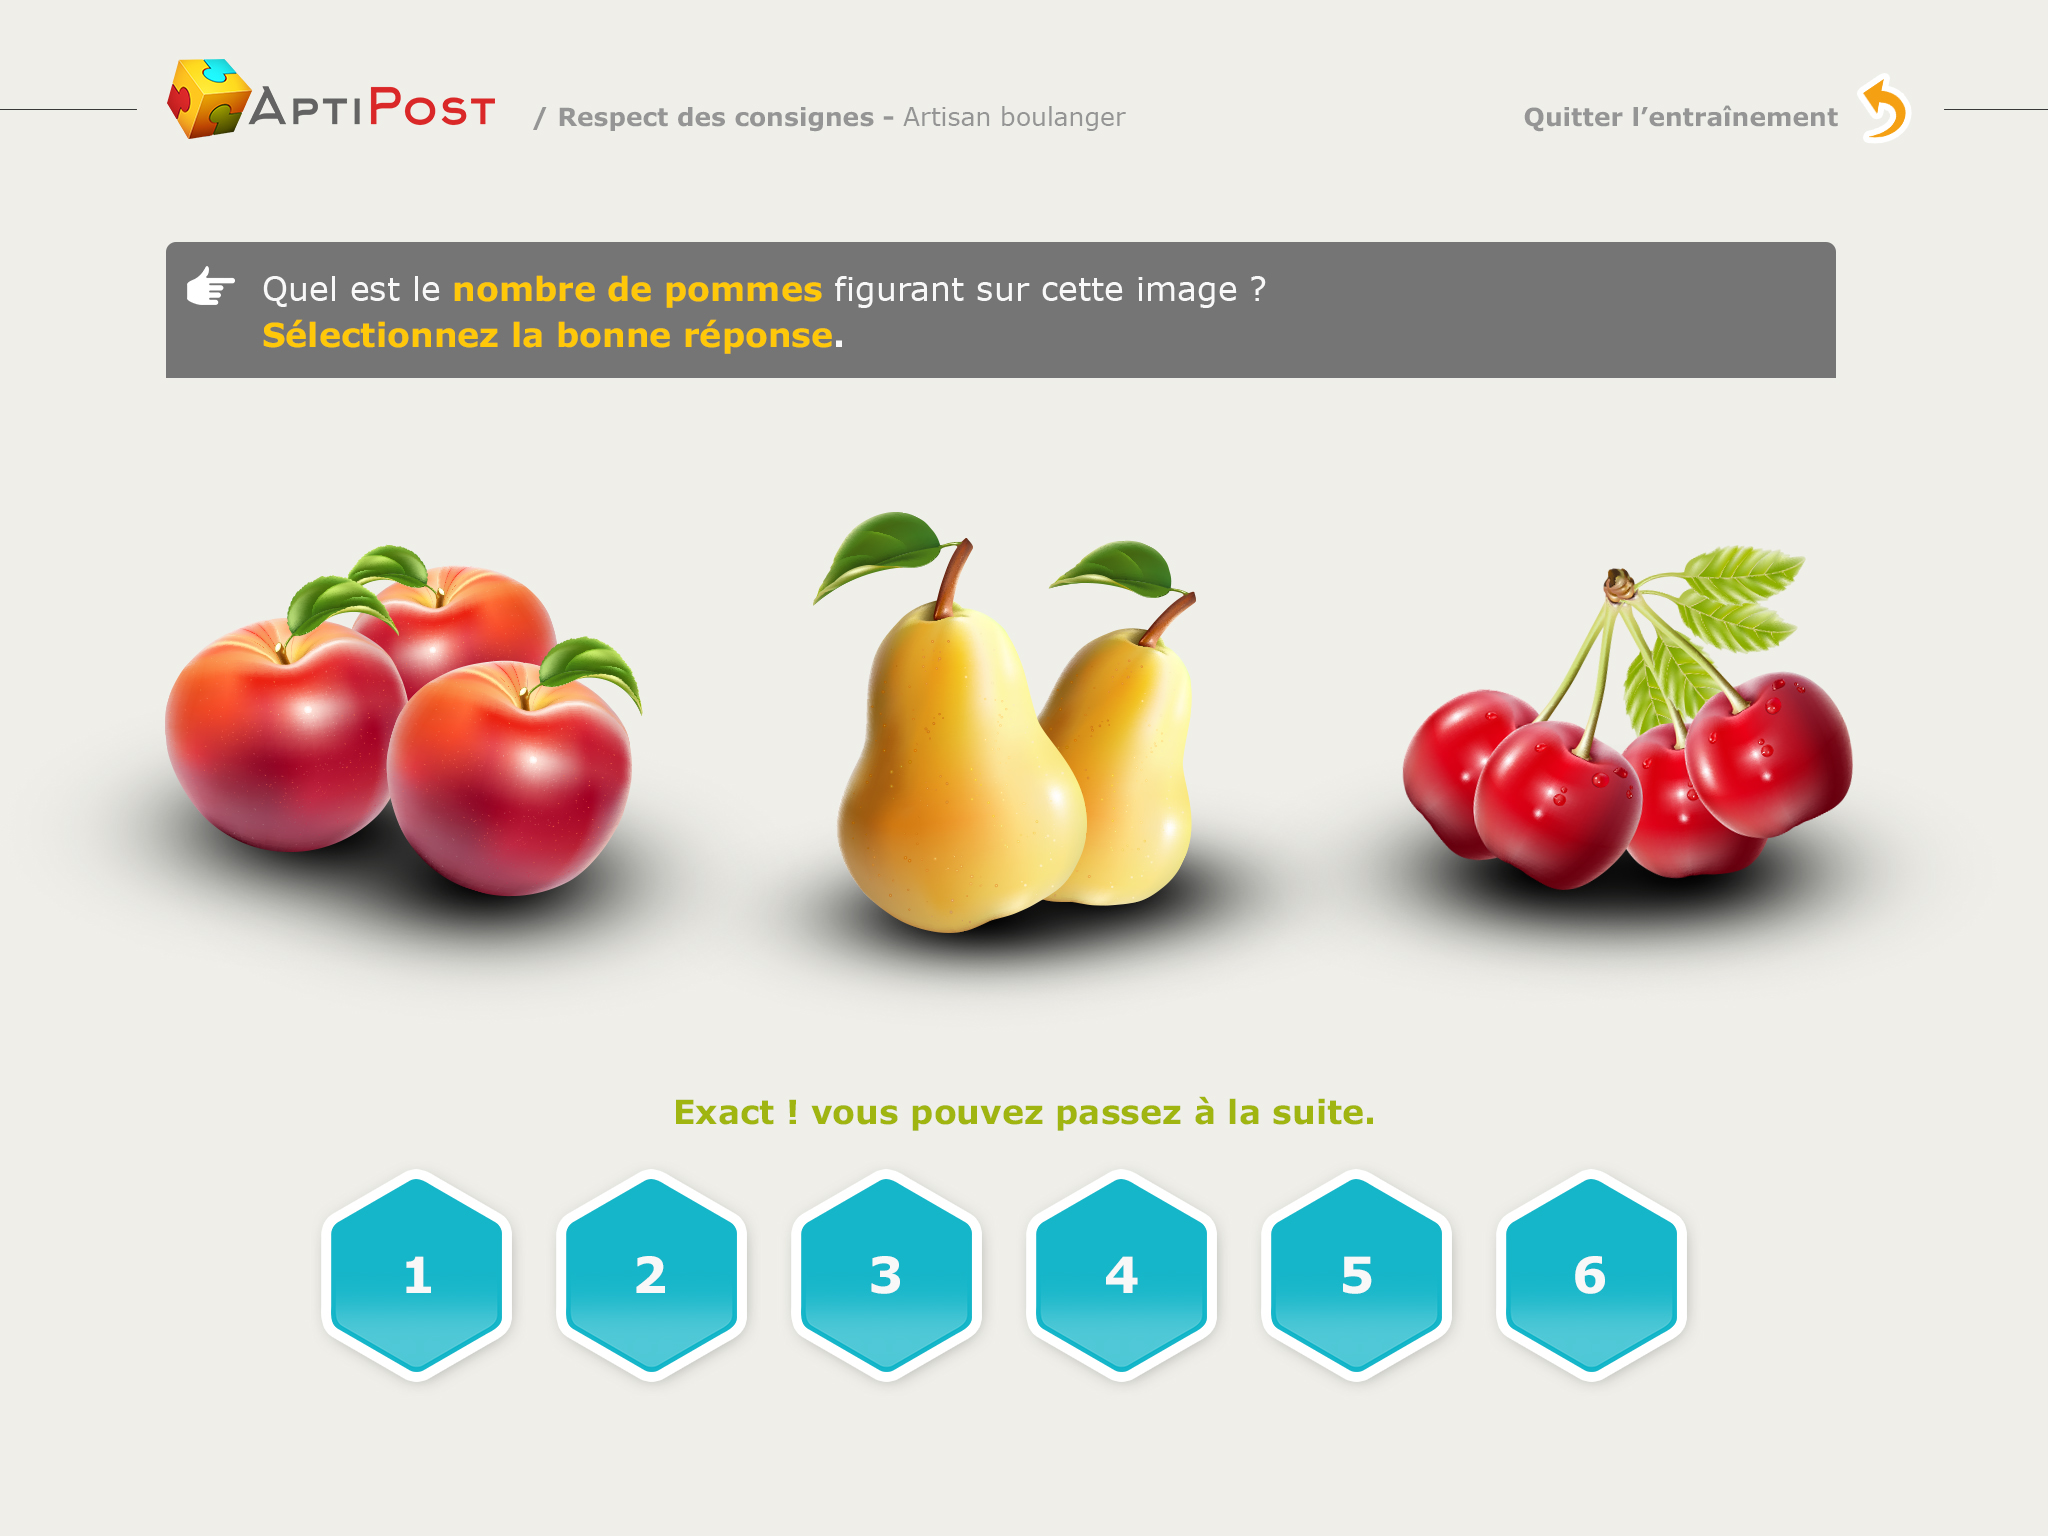 APTIPOST / Respect des consignes - Artisan boulanger
Quitter l’entraînement
Quel est le nombre de pommes figurant sur cette image ?
Sélectionnez la bonne réponse.
Exact ! vous pouvez passez à la suite.
1 2 3 4 5 6